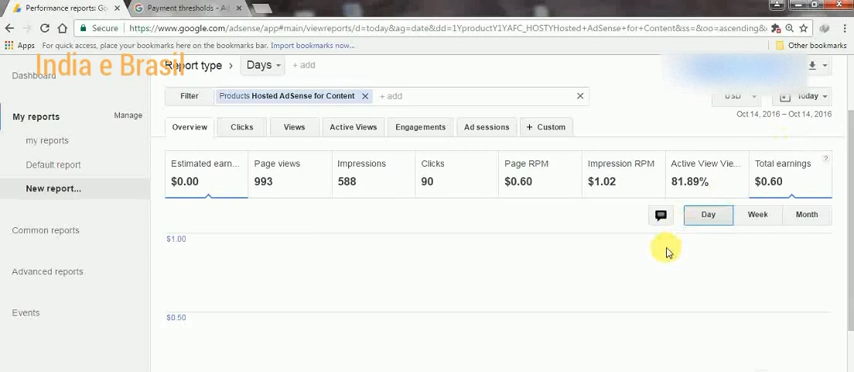 Performance reports: Go
Payment thresholds - Ad
Secure
https://www.google.com/adsense/app#main/viewreports/d=today&ag=date&dd=1YproductY1YAFC_HOSTYHosted+AdSense+for+Content&ss=&oo=ascending&
Apps For quick access, place your bookmarks here on the bookmarks bar. Import bookmarks now...
Other bookmarks
India e Brasil
Dashboard
Report type
Days
+ add
My reports
Manage
my reports
Default report
New report...
Common reports
Advanced reports
Events
Filter
Products Hosted AdSense for Content
+ add
USD
Today
Oct 14, 2016 – Oct 14, 2016
Overview
Clicks
Views
Active Views
Engagements
Ad sessions
+ Custom
Estimated earn... Page views Impressions Clicks Page RPM Impression RPM Active View Vie... Total earnings
$0.00 993 588 90 $0.60 $1.02 81.89% $0.60
?
Day Week Month
$1.00
$0.50